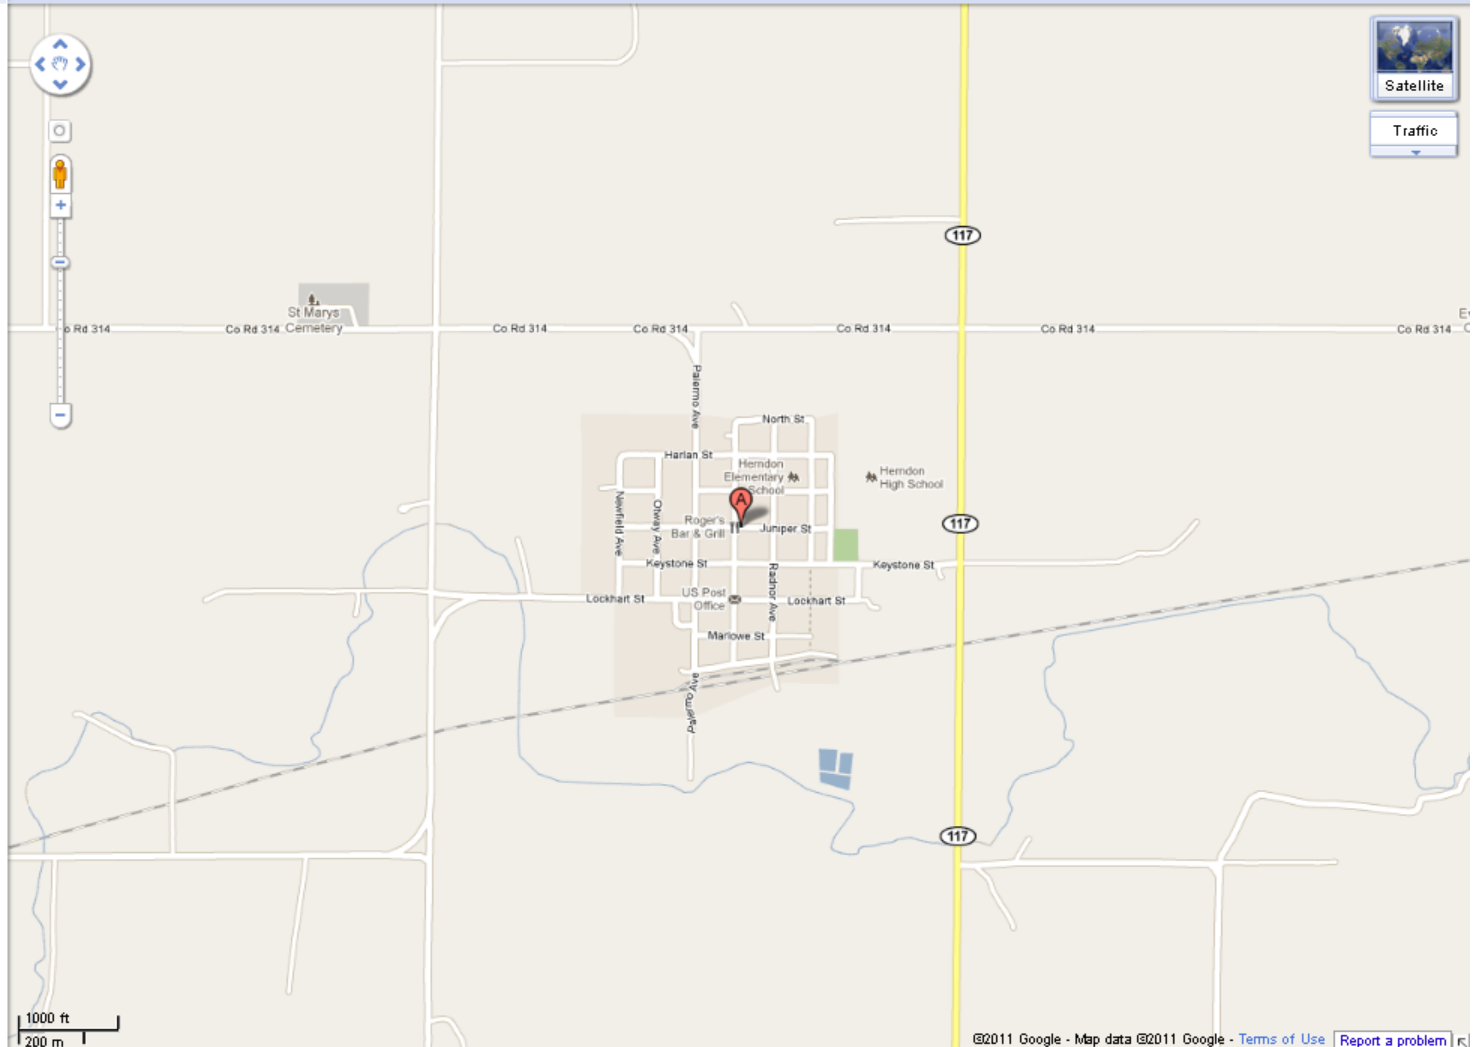 Satellite
Traffic
117
St Marys
Cemetery
o Rd 314
Co Rd 314
Co Rd 314
Co Rd 314
Co Rd 314
Co Rd 314
Co Rd 314
Palermo Ave
North St
Harlan St
Herndon
Elementary
School
Herndon
High School
A
Newfield Ave
Otway Ave
Roger's
Bar & Grill
Juniper St
117
Keystone St
Keystone St
Radnor Ave
Lockhart St
US Post
Office
Lockhart St
Marlowe St
Palermo Ave
117
1000 ft
200 m
©2011 Google - Map data ©2011 Google - Terms of Use
Report a problem